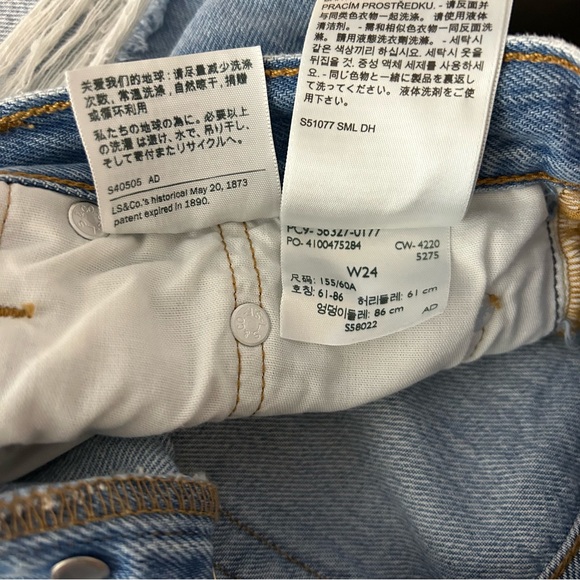 关爱我们的地球：请尽量减少洗涤
次数，常温洗涤，自然晾干，捐赠
或循环利用
私たちの地球の為に、必要以上
の洗濯は避け、水で、吊り干し、
そして寄付またリサイクルへ。
S40505 AD
LS&Co.'s historical May 20, 1873
patent expired in 1890.
PRACÍM PROSTŘEDKU. - 请反面并
与同类色衣物一起洗涤。请使用液体
清洁剂。- 需和相似色衣物一同反面洗
滌。請用液態洗衣劑洗滌。- 세탁시
같은 색상끼리 하십시요. 세탁시 옷을
뒤집을 것. 중성 액체 세제를 사용하세
요. - 同じ色物と一緒に製品を裏返し
て洗ってください。液体洗剤をご使用
ください。
S51077 SML DH
PC9- 56327-0177
PO- 4100475284 CW- 4220
5275
W24
尺码: 155/60A
호칭: 61-86 허리둘레: 61 cm
엉덩이둘레: 86 cm
S58022 AD